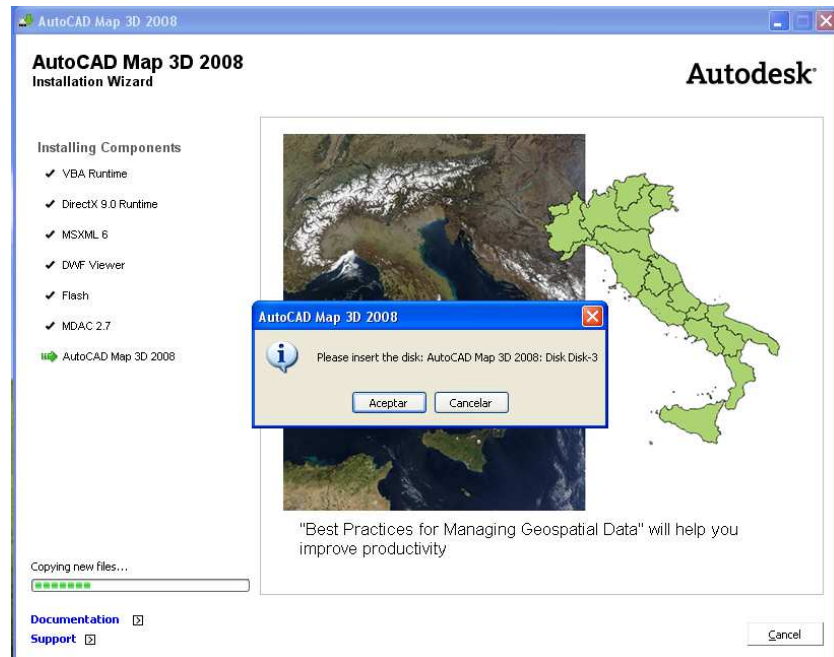 AutoCAD Map 3D 2008
AutoCAD Map 3D 2008
Installation Wizard
Autodesk
Installing Components
VBA Runtime
DirectX 9.0 Runtime
MSXML 6
DWF Viewer
Flash
MDAC 2.7
AutoCAD Map 3D 2008
AutoCAD Map 3D 2008
Please insert the disk: AutoCAD Map 3D 2008: Disk Disk-3
Aceptar
Cancelar
"Best Practices for Managing Geospatial Data" will help you
improve productivity
Copying new files...
Documentation
Support
Cancel